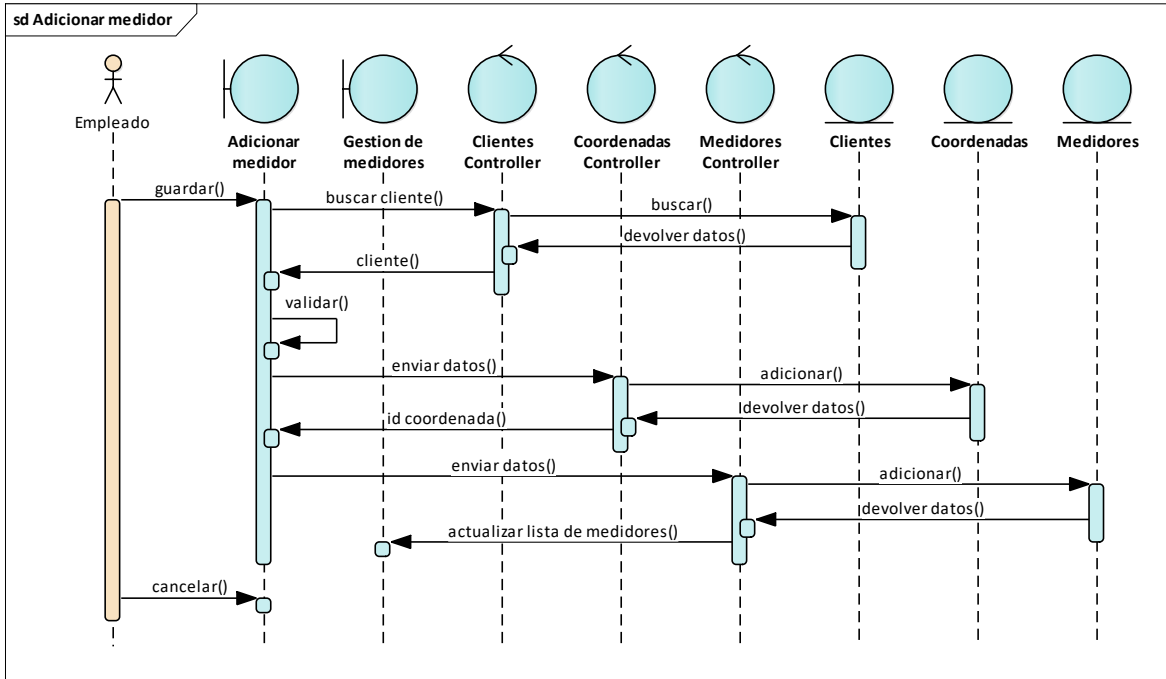 sd Adicionar medidor
Empleado
Adicionar
medidor
Gestion de
medidores
Clientes
Controller
Coordenadas
Controller
Medidores
Controller
Clientes
Coordenadas
Medidores
guardar()
buscar cliente()
buscar()
devolver datos()
cliente()
validar()
enviar datos()
adicionar()
devolver datos()
id coordenada()
enviar datos()
adicionar()
devolver datos()
actualizar lista de medidores()
cancelar()